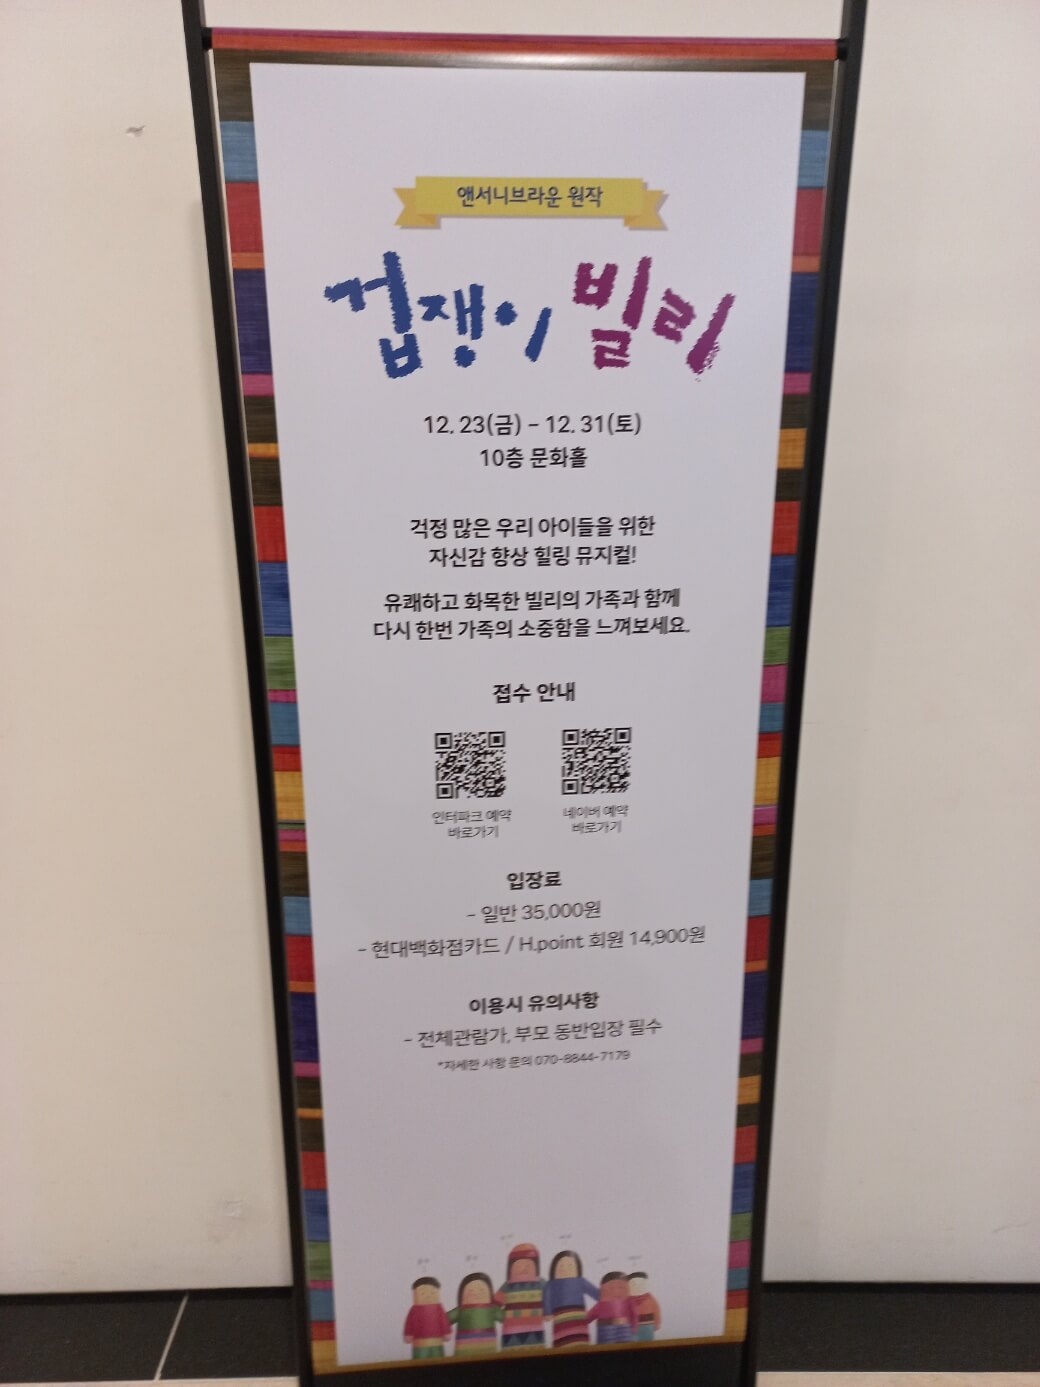 앤서니브라운 원작
겁쟁이 빌리
12. 23(금) - 12. 31(토)
10층 문화홀
걱정 많은 우리 아이들을 위한
자신감 향상 힐링 뮤지컬!
유쾌하고 화목한 빌리의 가족과 함께
다시 한번 가족의 소중함을 느껴보세요.
접수 안내
인터파크 예약
바로가기
네이버 예약
바로가기
입장료
- 일반 35,000원
- 현대백화점카드 / H.point 회원 14,900원
이용시 유의사항
- 전체관람가, 부모 동반입장 필수
*자세한 사항 문의 070-8844-7179